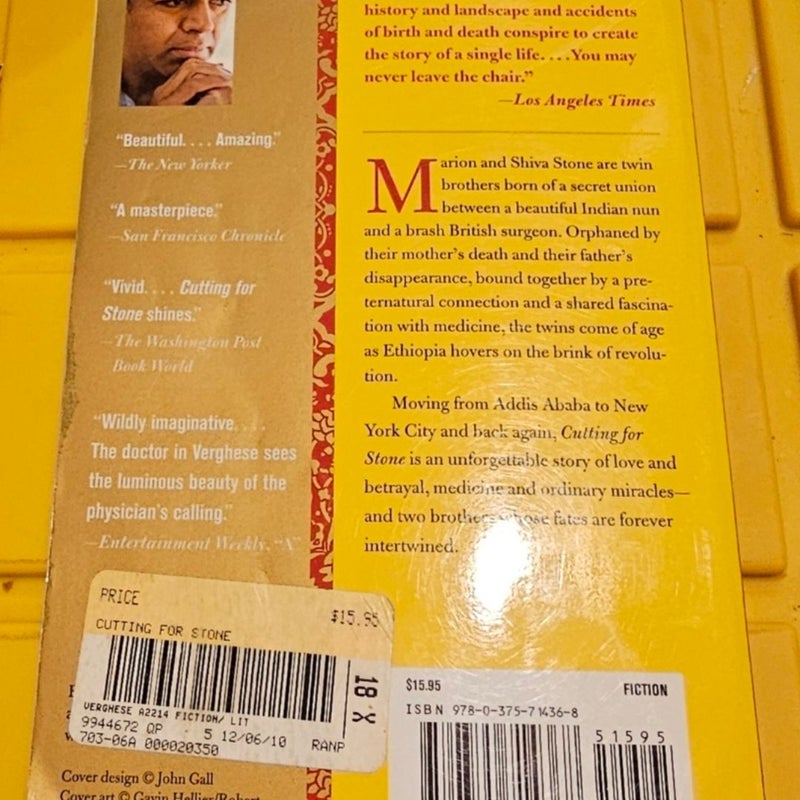 "Beautiful. . . . Amazing."
—The New Yorker
"A masterpiece."
—San Francisco Chronicle
"Vivid. . . . Cutting for
Stone shines."
—The Washington Post
Book World
"Wildly imaginative. . . .
The doctor in Verghese sees
the luminous beauty of the
physician's calling."
—Entertainment Weekly, "A"
PRICE
$15.95
CUTTING FOR STONE
18 X
VERGHESE A2214 FICTION/ LIT
9944672 QP · 5 12/06/10 RANP
703-06A 000020350
Cover design © John Gall
Cover art © Gavin Hellier/Robert
history and landscape and accidents
of birth and death conspire to create
the story of a single life. . . . You may
never leave the chair."
—Los Angeles Times
Marion and Shiva Stone are twin
brothers born of a secret union
between a beautiful Indian nun
and a brash British surgeon. Orphaned by
their mother's death and their father's
disappearance, bound together by a pre-
ternatural connection and a shared fascina-
tion with medicine, the twins come of age
as Ethiopia hovers on the brink of revolu-
tion.
Moving from Addis Ababa to New
York City and back again, Cutting for
Stone is an unforgettable story of love and
betrayal, medicine and ordinary miracles—
and two brothers whose fates are forever
intertwined.
$15.95 FICTION
ISBN 978-0-375-71436-8
51595